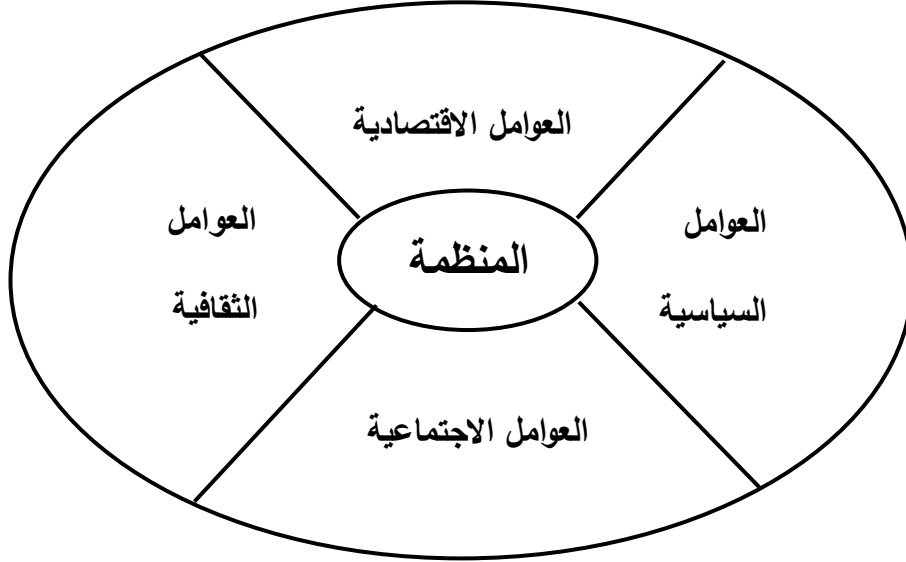 العوامل الاقتصادية
العوامل
السياسية
المنظمة
العوامل
الثقافية
العوامل الاجتماعية